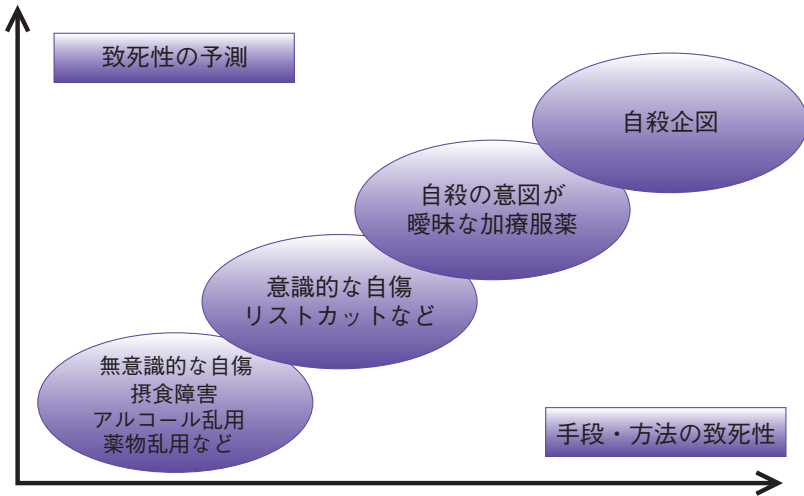 致死性の予測
自殺企図
自殺の意図が
曖昧な加療服薬
意識的な自傷
リストカットなど
無意識的な自傷
摂食障害
アルコール乱用
薬物乱用など
手段・方法の致死性